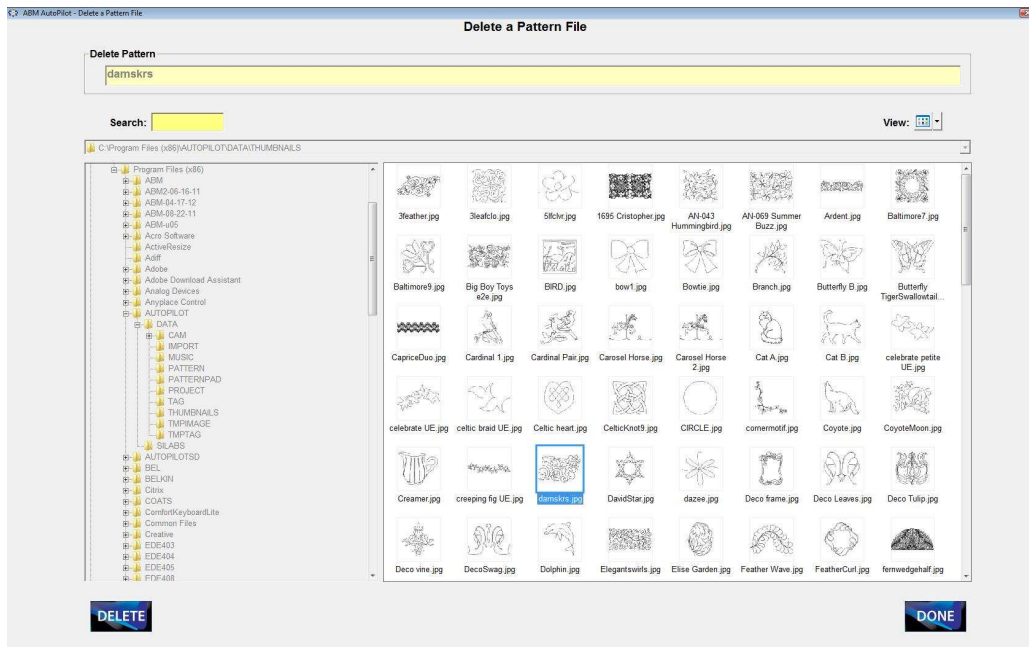 ABM AutoPilot - Delete a Pattern File
Delete a Pattern File
Delete Pattern
damskrs
Search:
View:
C:\Program Files (x86)\AUTOPILOT\DATA\THUMBNAILS
Program Files (x86)
ABM
ABM2-06-16-11
ABM-04-17-12
ABM-08-22-11
ABM-u05
Acro Software
ActiveResize
Adiff
Adobe
Adobe Download Assistant
Analog Devices
Anyplace Control
AUTOPILOT
DATA
CAM
IMPORT
MUSIC
PATTERN
PATTERNPAD
PROJECT
TAG
THUMBNAILS
TMPIMAGE
TMPTAG
SILABS
AUTOPILOTSD
BEL
BELKIN
Citrix
COATS
ComfortKeyboardLite
Common Files
Creative
EDE403
EDE404
EDE405
EDE408
3feather.jpg 3leafclo.jpg 5lfclvr.jpg 1695 Cristopher.jpg AN-043 AN-069 Summer Ardent.jpg Baltimore7.jpg
Hummingbird.jpg Buzz.jpg
Baltimore9.jpg Big Boy Toys BIRD.jpg bow1.jpg Bowtie.jpg Branch.jpg Butterfly B.jpg Butterfly
e2e.jpg TigerSwallowtail...
CapriceDuo.jpg Cardinal 1.jpg Cardinal Pair.jpg Carosel Horse.jpg Carosel Horse Cat A.jpg Cat B.jpg celebrate petite
2.jpg UE.jpg
celebrate UE.jpg celtic braid UE.jpg Celtic heart.jpg CelticKnot9.jpg CIRCLE.jpg cornermotif.jpg Coyote.jpg CoyoteMoon.jpg
Creamer.jpg creeping fig UE.jpg damskrs.jpg DavidStar.jpg dazee.jpg Deco frame.jpg Deco Leaves.jpg Deco Tulip.jpg
Deco vine.jpg DecoSwag.jpg Dolphin.jpg Elegantswirls.jpg Elise Garden.jpg Feather Wave.jpg FeatherCurl.jpg fernwedgehalf.jpg
DELETE
DONE